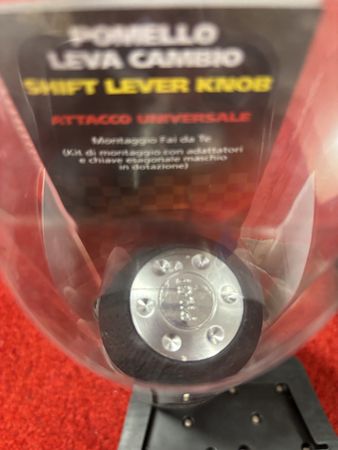 POMELLO
LEVA CAMBIO
SHIFT LEVER KNOB
ATTACCO UNIVERSALE
Montaggio Fai da Te
(Kit di montaggio con adattatori
e chiave esagonale maschio
in dotazione)
PILOT